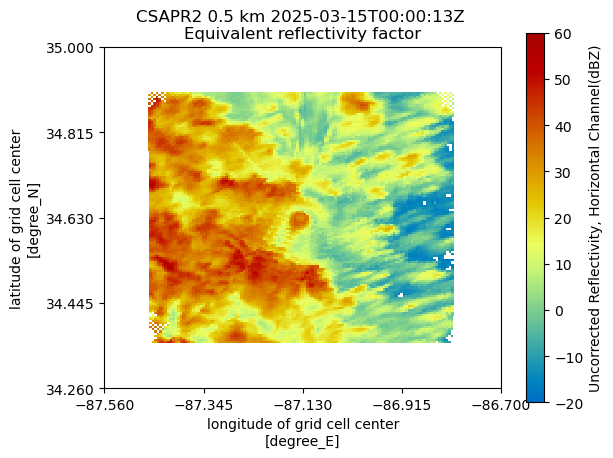 CSAPR2 0.5 km 2025-03-15T00:00:13Z
Equivalent reflectivity factor
35.000
34.815
34.630
34.445
34.260
latitude of grid cell center
[degree_N]
−87.560
−87.345
−87.130
−86.915
−86.700
longitude of grid cell center
[degree_E]
60
50
40
30
20
10
0
−10
−20
Uncorrected Reflectivity, Horizontal Channel(dBZ)